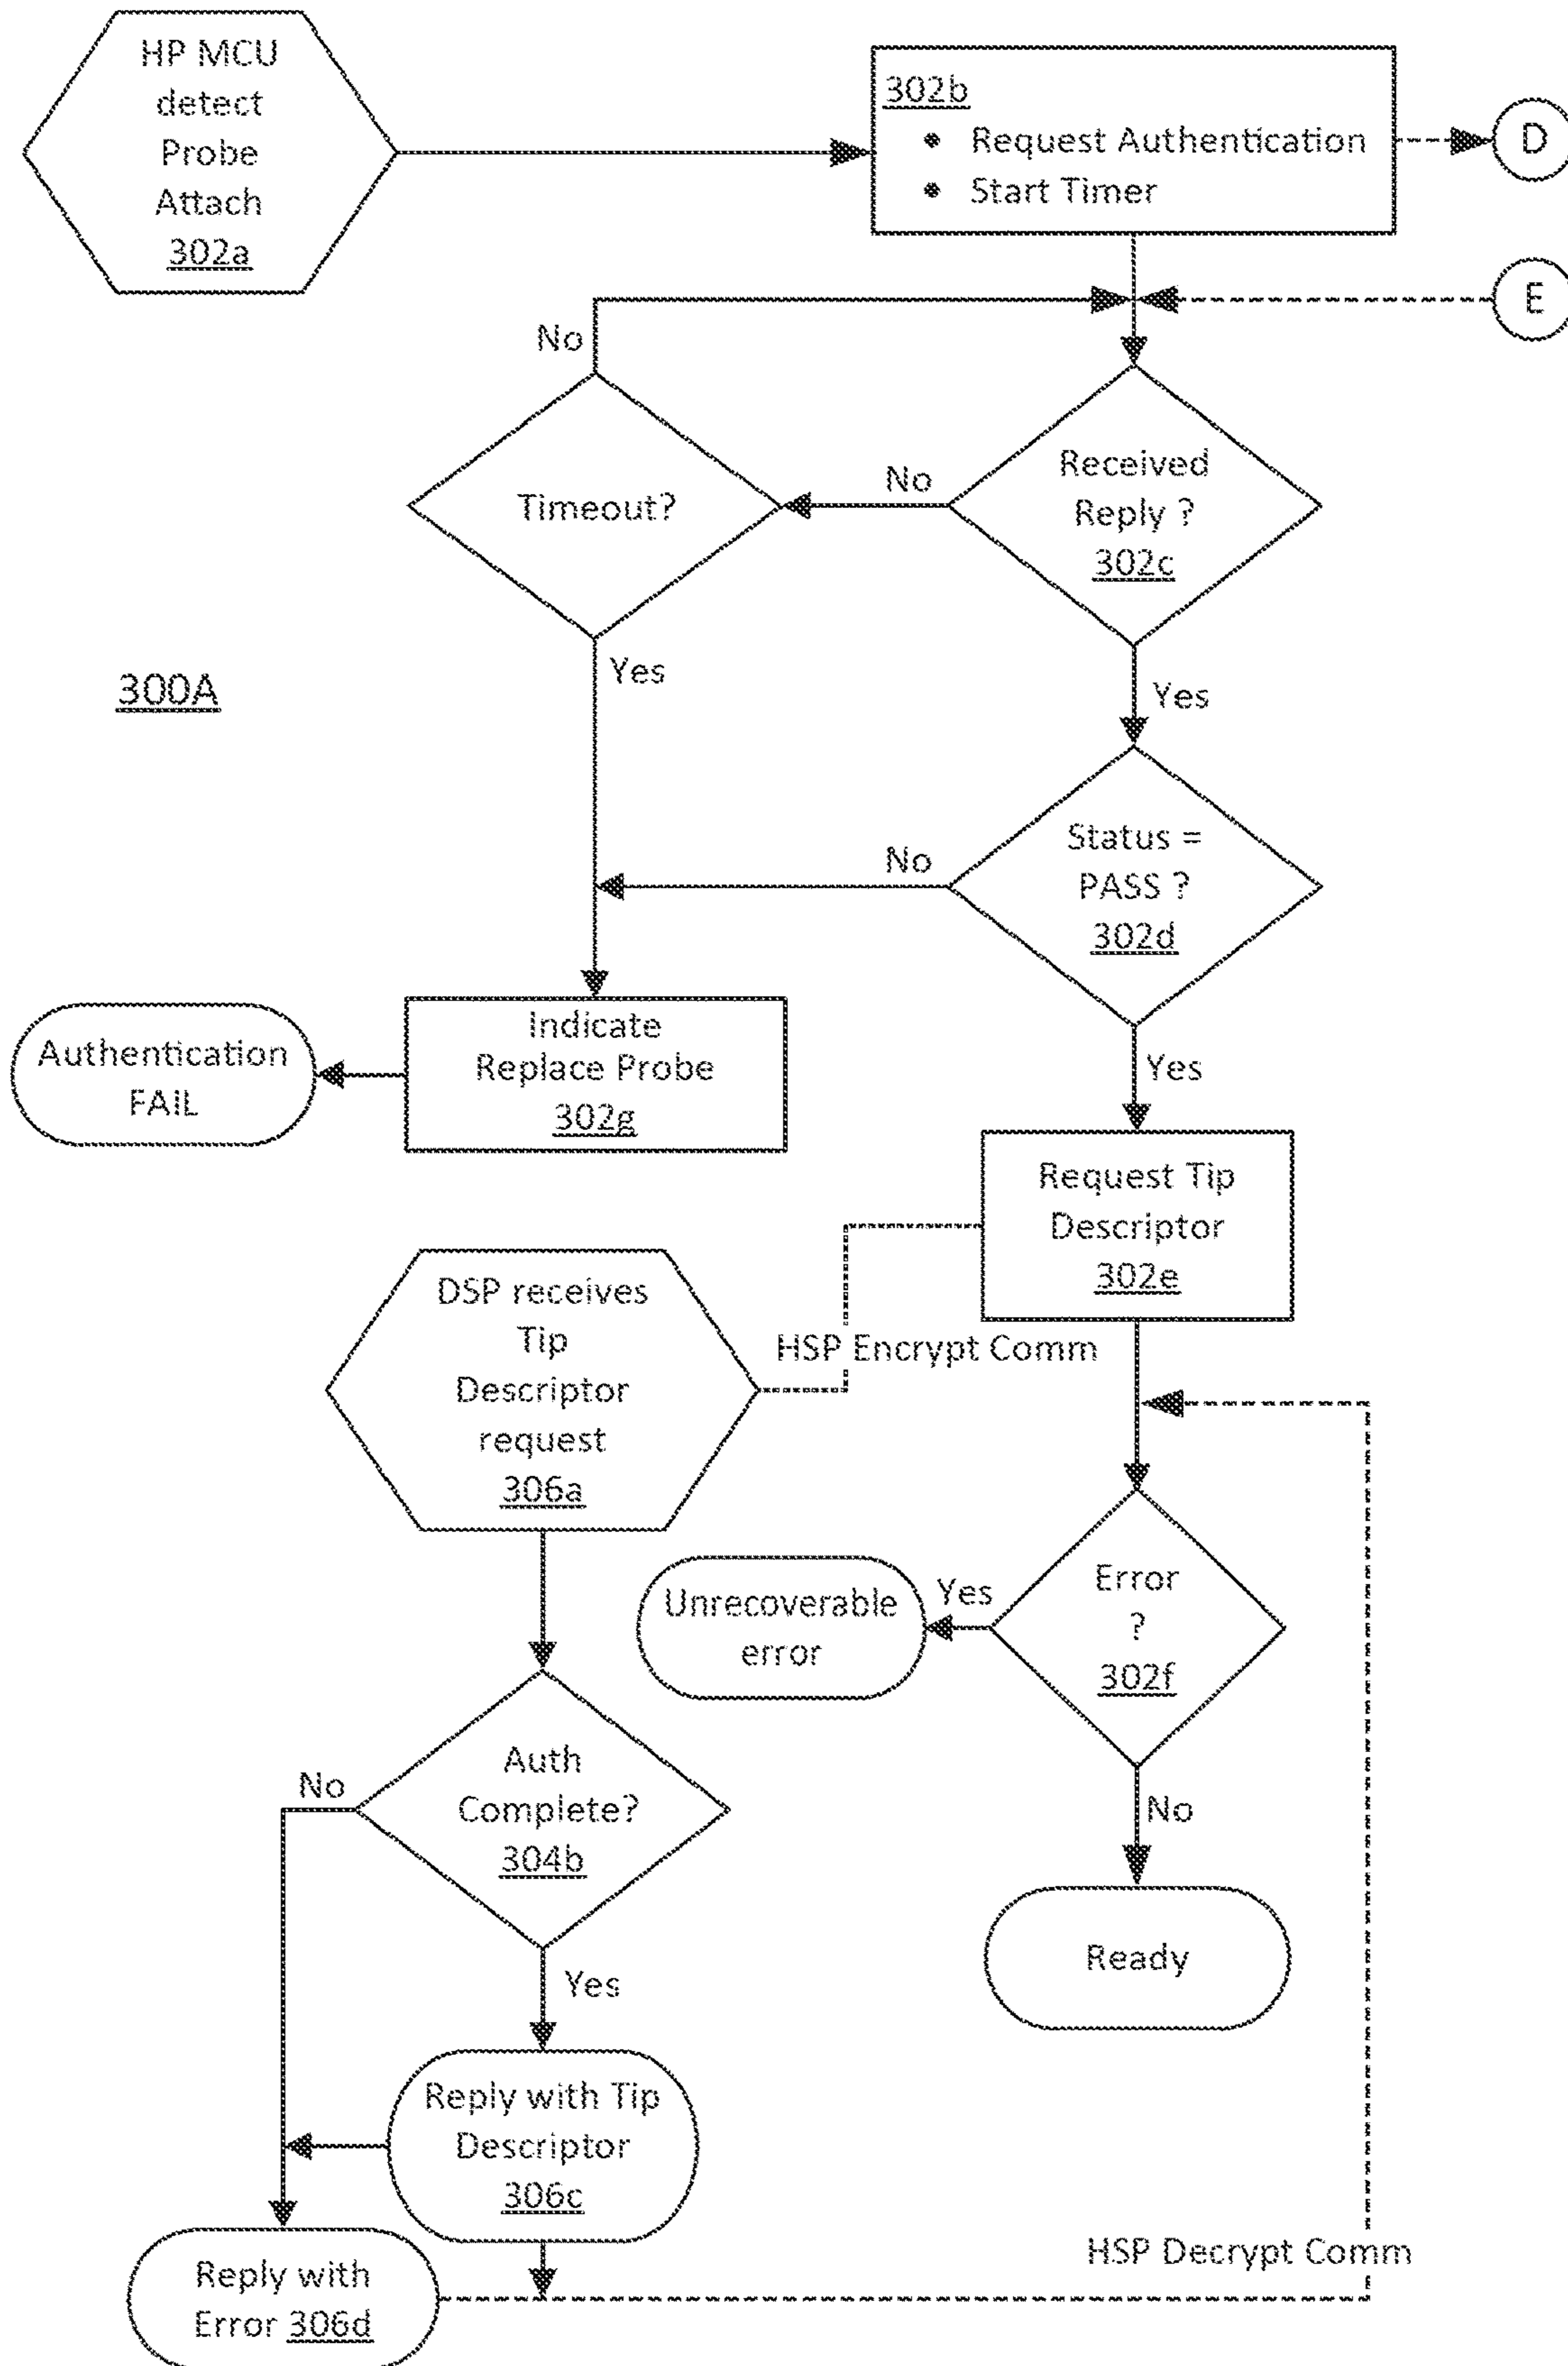 HP MCU
detect
Probe
Attach
302a
302b
• Request Authentication
• Start Timer
D
E
No
Timeout?
No
Received
Reply ?
302c
Yes
Yes
300A
Status =
PASS ?
302d
No
Yes
Indicate
Replace Probe
302g
Authentication
FAIL
Request Tip
Descriptor
302e
DSP receives
Tip
Descriptor
request
306a
HSP Encrypt Comm
Error
?
302f
Yes
Unrecoverable
error
No
Ready
Auth
Complete?
304b
No
Yes
Reply with Tip
Descriptor
306c
Reply with
Error 306d
HSP Decrypt Comm